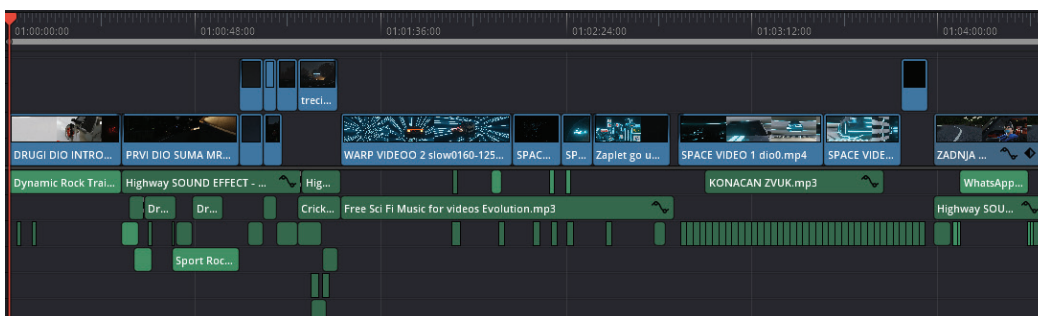 01:00:00:00 01:00:48:00 01:01:36:00 01:02:24:00 01:03:12:00 01:04:00:00
treci...
DRUGI DIO INTRO... PRVI DIO SUMA MR... WARP VIDEOO 2 slow0160-125... SPAC... SP... Zaplet go u... SPACE VIDEO 1 dio0.mp4 SPACE VIDE... ZADNJA ...
Dynamic Rock Trai... Highway SOUND EFFECT - ... Hig... KONACAN ZVUK.mp3 WhatsApp...
Dr... Dr... Crick... Free Sci Fi Music for videos Evolution.mp3 Highway SOU...
Sport Roc...